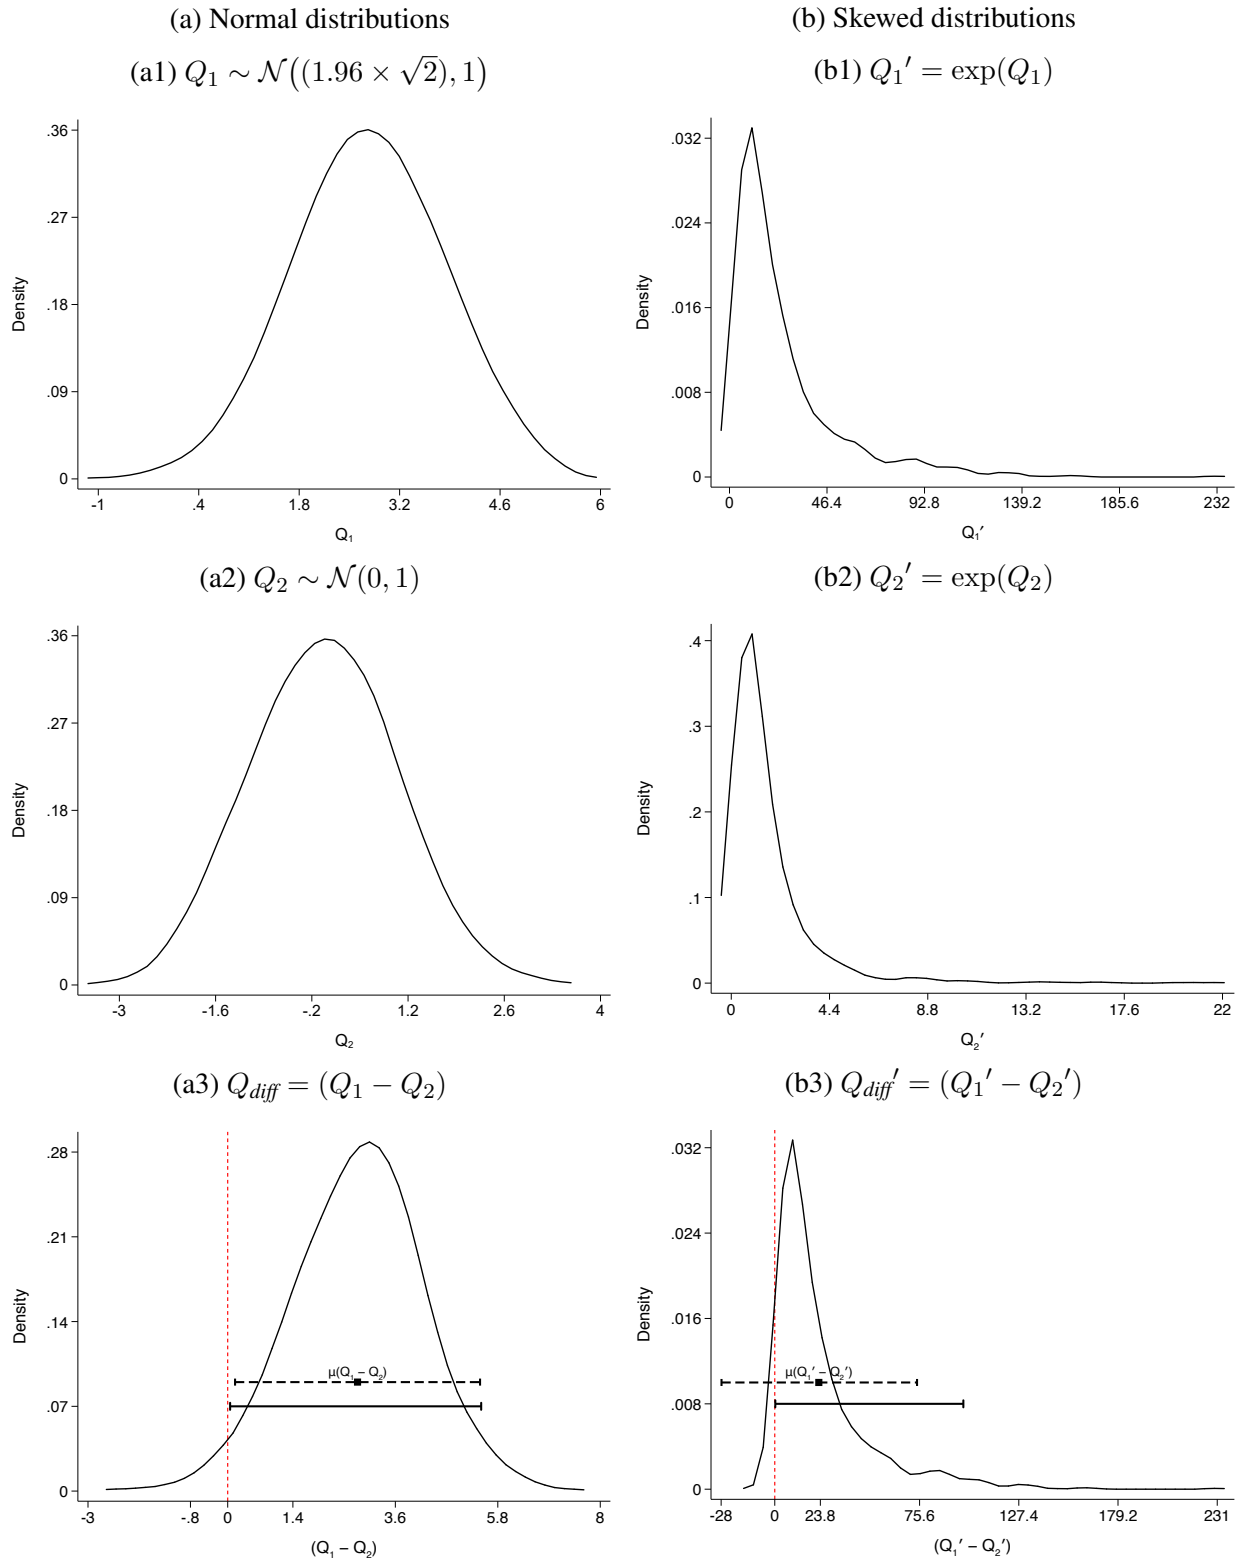 (a) Normal distributions
(a1) Q₁ ∼ 𝒩((1.96 × √2), 1)
.36
.27
.18
.09
0
Density
-1 .4 1.8 3.2 4.6 6
Q₁
(a2) Q₂ ∼ 𝒩(0, 1)
.36
.27
.18
.09
0
Density
-3 -1.6 -.2 1.2 2.6 4
Q₂
(a3) Q_diff = (Q₁ − Q₂)
.28
.21
.14
.07
0
Density
μ(Q₁ − Q₂)
-3 -.8 0 1.4 3.6 5.8 8
(Q₁ − Q₂)
(b) Skewed distributions
(b1) Q₁′ = exp(Q₁)
.032
.024
.016
.008
0
Density
0 46.4 92.8 139.2 185.6 232
Q₁′
(b2) Q₂′ = exp(Q₂)
.4
.3
.2
.1
0
Density
0 4.4 8.8 13.2 17.6 22
Q₂′
(b3) Q_diff′ = (Q₁′ − Q₂′)
.032
.024
.016
.008
0
Density
μ(Q₁′ − Q₂′)
-28 0 23.8 75.6 127.4 179.2 231
(Q₁′ − Q₂′)